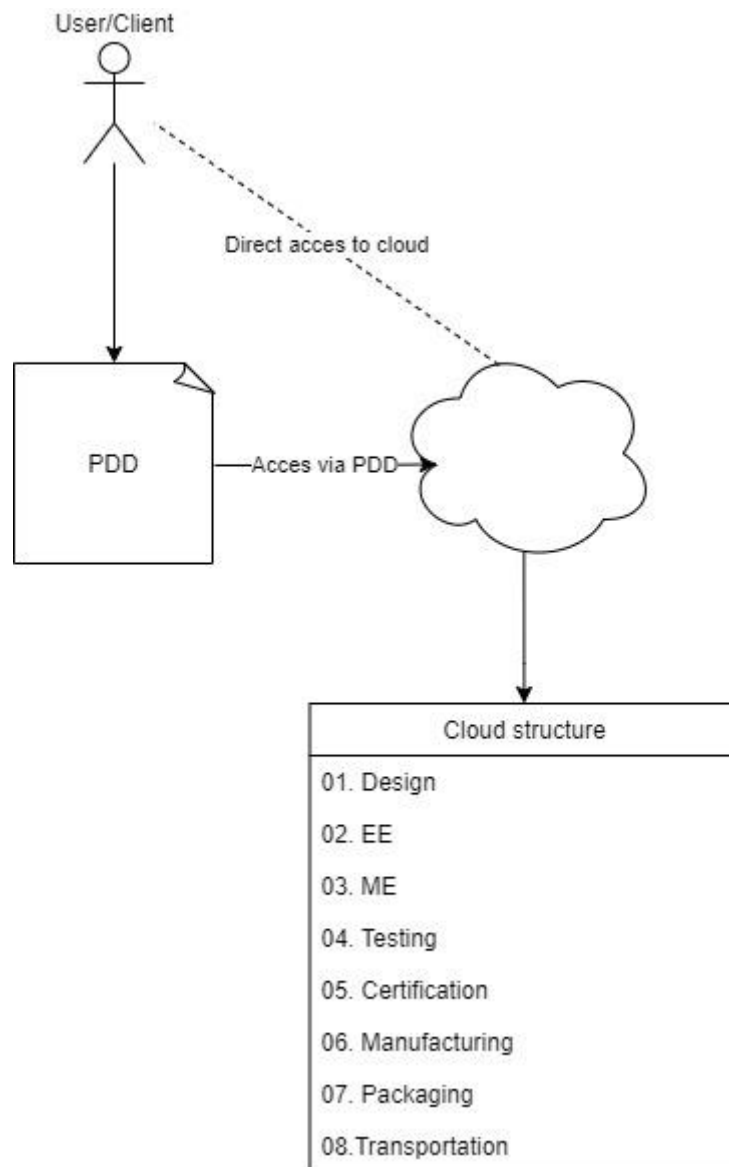 User/Client
Direct acces to cloud
PDD
Acces via PDD
Cloud structure
01. Design
02. EE
03. ME
04. Testing
05. Certification
06. Manufacturing
07. Packaging
08.Transportation